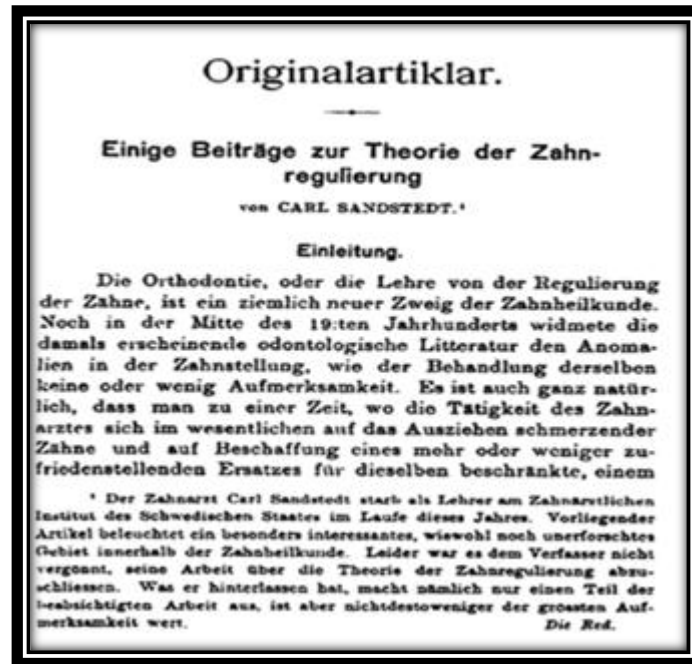 Originalartiklar.
Einige Beiträge zur Theorie der Zahn-
regulierung
von CARL SANDSTEDT.¹
Einleitung.
Die Orthodontie, oder die Lehre von der Regulierung
der Zähne, ist ein ziemlich neuer Zweig der Zahnheilkunde.
Noch in der Mitte des 19:ten Jahrhunderts widmete die
damals erscheinende odontologische Litteratur den Anoma-
lien in der Zahnstellung, wie der Behandlung derselben
keine oder wenig Aufmerksamkeit. Es ist auch ganz natür-
lich, dass man zu einer Zeit, wo die Tätigkeit des Zahn-
arztes sich im wesentlichen auf das Ausziehen schmerzender
Zähne und auf Beschaffung eines mehr oder weniger zu-
friedenstellenden Ersatzes für dieselben beschränkte, einem
¹ Der Zahnarzt Carl Sandstedt starb als Lehrer am Zahnärztlichen
Institut des Schwedischen Staates im Laufe dieses Jahres. Vorliegender
Artikel beleuchtet ein besonders interessantes, wiewohl noch unerforschtes
Gebiet innerhalb der Zahnheilkunde. Leider war es dem Verfasser nicht
vergönnt, seine Arbeit über die Theorie der Zahnregulierung abzu-
schliessen. Was er hinterlassen hat, macht nämlich nur einen Teil der
beabsichtigten Arbeit aus, ist aber nichtdestoweniger der grössten Auf-
merksamkeit wert. Die Red.